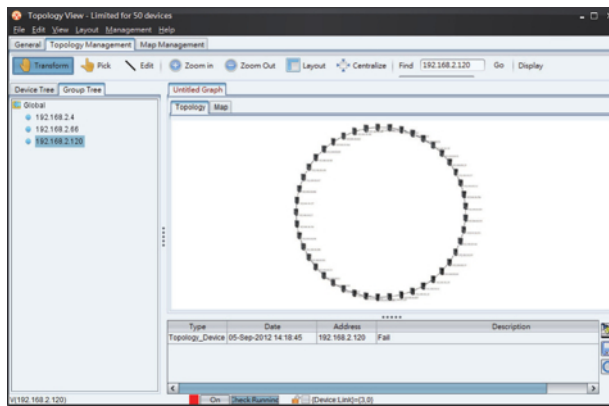 Topology View - Limited for 50 devices
File Edit View Layout Management Help
General Topology Management Map Management
Transform Pick Edit Zoom in Zoom Out Layout Centralize Find 192.168.2.120 Go Display
Device Tree Group Tree Untitled Graph
Topology Map
Global
192.168.2.4
192.168.2.66
192.168.2.120
Type Date Address Description
Topology_Device 05-Sep-2012 14:18:45 192.168.2.120 Fail
V(192.168.2.120) On Check Running (Device:Link)=(3,0)